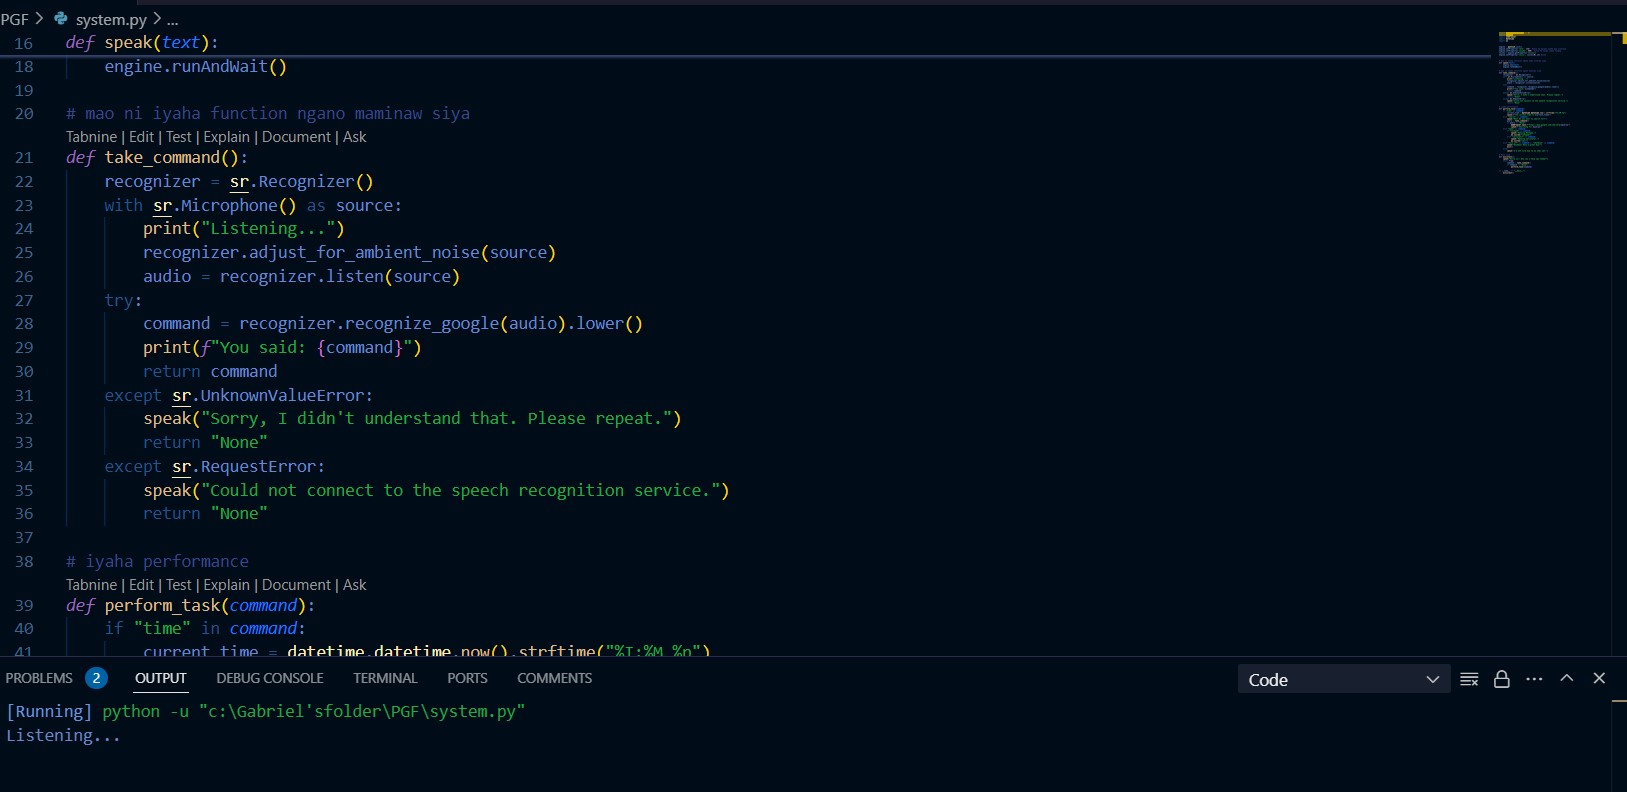 PGF > system.py > ...
16 def speak(text):
18 engine.runAndWait()
19
20 # mao ni iyaha function ngano maminaw siya
Tabnine | Edit | Test | Explain | Document | Ask
21 def take_command():
22 recognizer = sr.Recognizer()
23 with sr.Microphone() as source:
24 print("Listening...")
25 recognizer.adjust_for_ambient_noise(source)
26 audio = recognizer.listen(source)
27 try:
28 command = recognizer.recognize_google(audio).lower()
29 print(f"You said: {command}")
30 return command
31 except sr.UnknownValueError:
32 speak("Sorry, I didn't understand that. Please repeat.")
33 return "None"
34 except sr.RequestError:
35 speak("Could not connect to the speech recognition service.")
36 return "None"
37
38 # iyaha performance
Tabnine | Edit | Test | Explain | Document | Ask
39 def perform_task(command):
40 if "time" in command:
41 current_time = datetime.datetime.now().strftime("%I:%M %p")
PROBLEMS 2 OUTPUT DEBUG CONSOLE TERMINAL PORTS COMMENTS Code
[Running] python -u "c:\Gabriel'sfolder\PGF\system.py"
Listening...